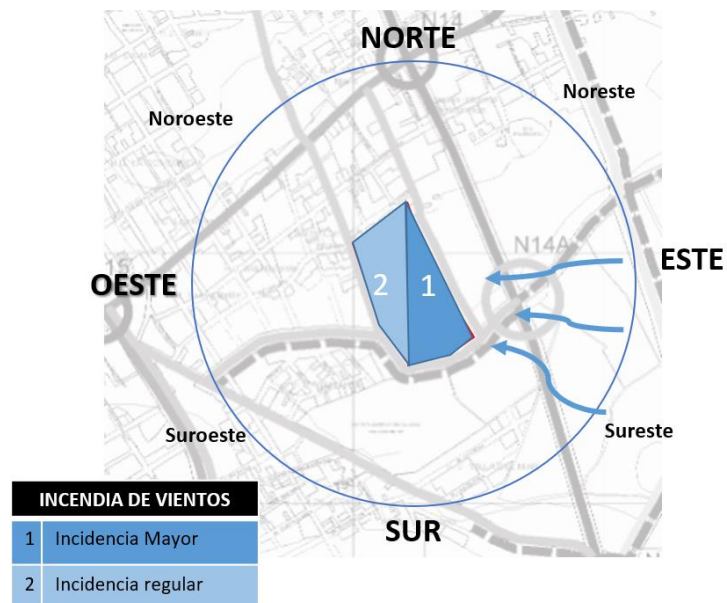 N14
NORTE
Noreste
Noroeste
N14A
ESTE
OESTE
2
1
Suroeste
Sureste
SUR
INCENDIA DE VIENTOS
1 Incidencia Mayor
2 Incidencia regular